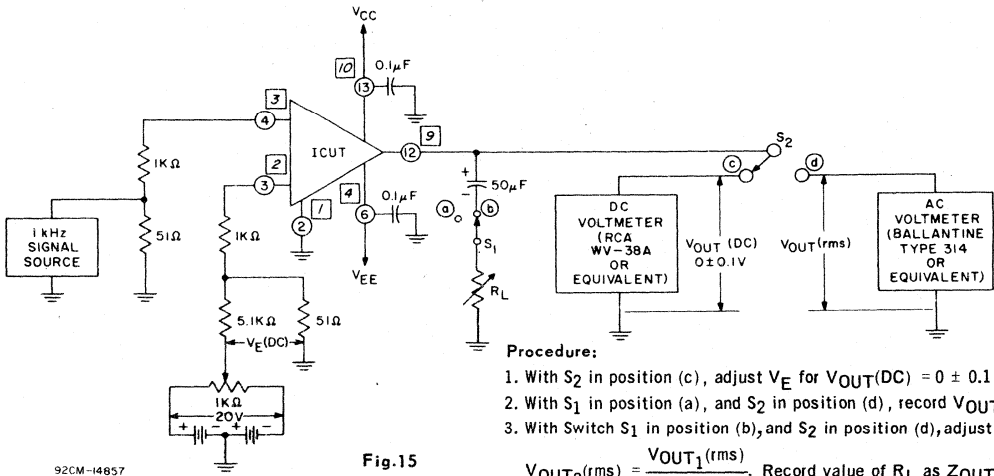 VCC
10
0.1µF
13
3
4
ICUT
9
12
S2
1KΩ
2
3
4
0.1µF
+
50µF
-
c
d
1
2
6
a
b
1 kHz
SIGNAL
SOURCE
51Ω
1KΩ
VEE
S1
RL
DC
VOLTMETER
(RCA
WV-38A
OR
EQUIVALENT)
VOUT (DC)
0±0.1V
VOUT(rms)
AC
VOLTMETER
(BALLANTINE
TYPE 314
OR
EQUIVALENT)
5.1KΩ
51Ω
VE(DC)
1KΩ
20V
+ - + -
Procedure:
1. With S2 in position (c), adjust VE for VOUT(DC) = 0 ± 0.1
2. With S1 in position (a), and S2 in position (d), record VOU
3. With Switch S1 in position (b), and S2 in position (d), adjust
VOUT2(rms) = VOUT1(rms) . Record value of RL as ZOUT
92CM-14857
Fig.15